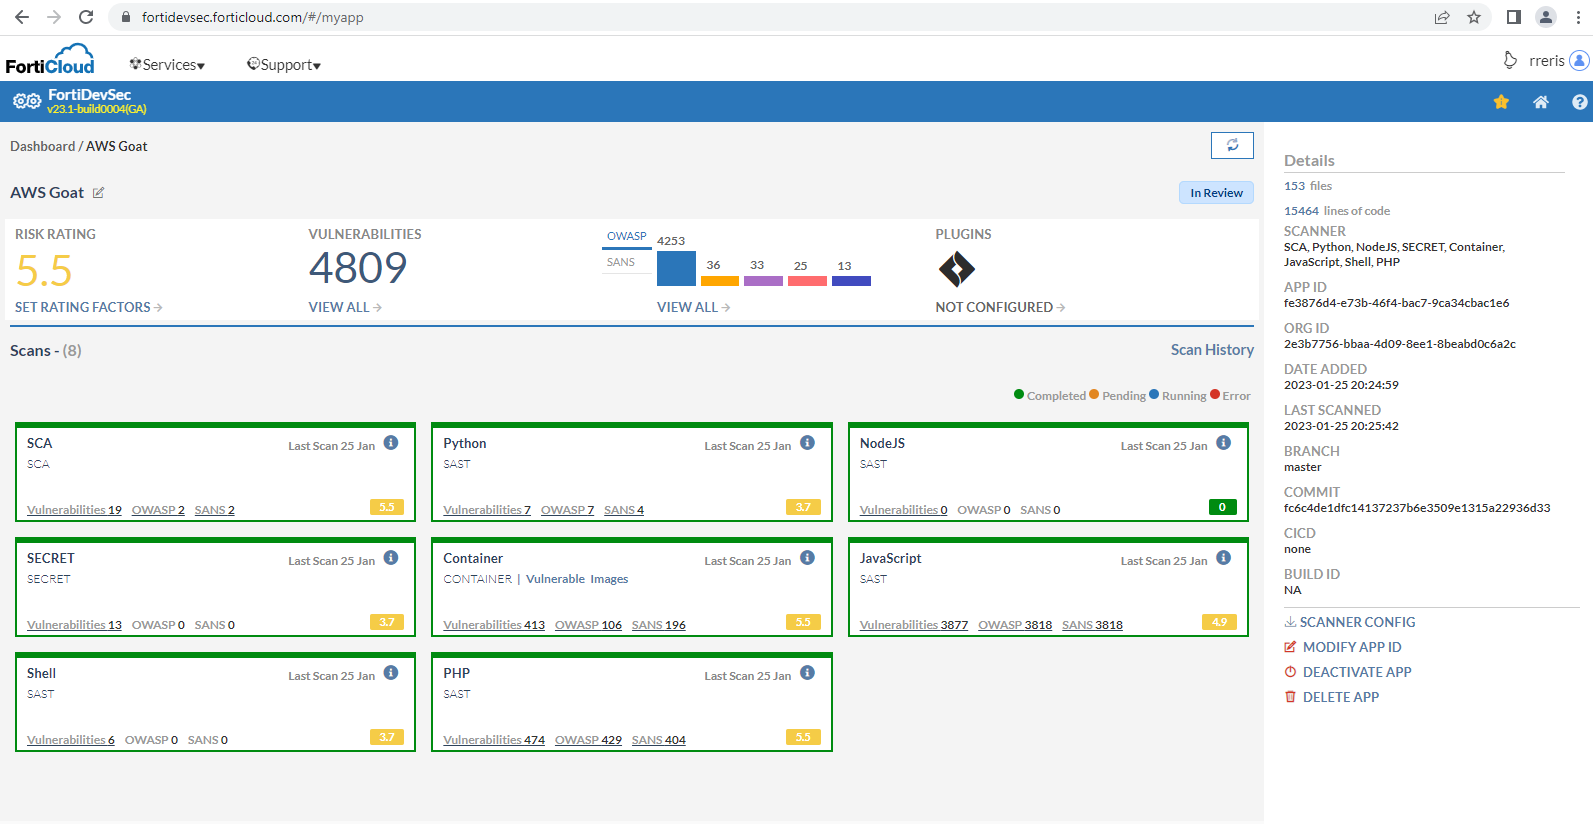 fortidevsec.forticloud.com/#/myapp
FortiCloud
Services▾
Support▾
rreris
FortiDevSec
v23.1-build0004(GA)
Dashboard / AWS Goat
AWS Goat
In Review
RISK RATING
5.5
SET RATING FACTORS →
VULNERABILITIES
4809
VIEW ALL →
OWASP
SANS
4253
36
33
25
13
VIEW ALL →
PLUGINS
NOT CONFIGURED →
Scans - (8)
Scan History
Completed Pending Running Error
SCA
Last Scan 25 Jan
SCA
Vulnerabilities 19 OWASP 2 SANS 2
5.5
Python
Last Scan 25 Jan
SAST
Vulnerabilities 7 OWASP 7 SANS 4
3.7
NodeJS
Last Scan 25 Jan
SAST
Vulnerabilities 0 OWASP 0 SANS 0
0
SECRET
Last Scan 25 Jan
SECRET
Vulnerabilities 13 OWASP 0 SANS 0
3.7
Container
Last Scan 25 Jan
CONTAINER | Vulnerable Images
Vulnerabilities 413 OWASP 106 SANS 196
5.5
JavaScript
Last Scan 25 Jan
SAST
Vulnerabilities 3877 OWASP 3818 SANS 3818
4.9
Shell
Last Scan 25 Jan
SAST
Vulnerabilities 6 OWASP 0 SANS 0
3.7
PHP
Last Scan 25 Jan
SAST
Vulnerabilities 474 OWASP 429 SANS 404
5.5
Details
153 files
15464 lines of code
SCANNER
SCA, Python, NodeJS, SECRET, Container,
JavaScript, Shell, PHP
APP ID
fe3876d4-e73b-46f4-bac7-9ca34cbac1e6
ORG ID
2e3b7756-bbaa-4d09-8ee1-8beabd0c6a2c
DATE ADDED
2023-01-25 20:24:59
LAST SCANNED
2023-01-25 20:25:42
BRANCH
master
COMMIT
fc6c4de1dfc14137237b6e3509e1315a22936d33
CICD
none
BUILD ID
NA
SCANNER CONFIG
MODIFY APP ID
DEACTIVATE APP
DELETE APP